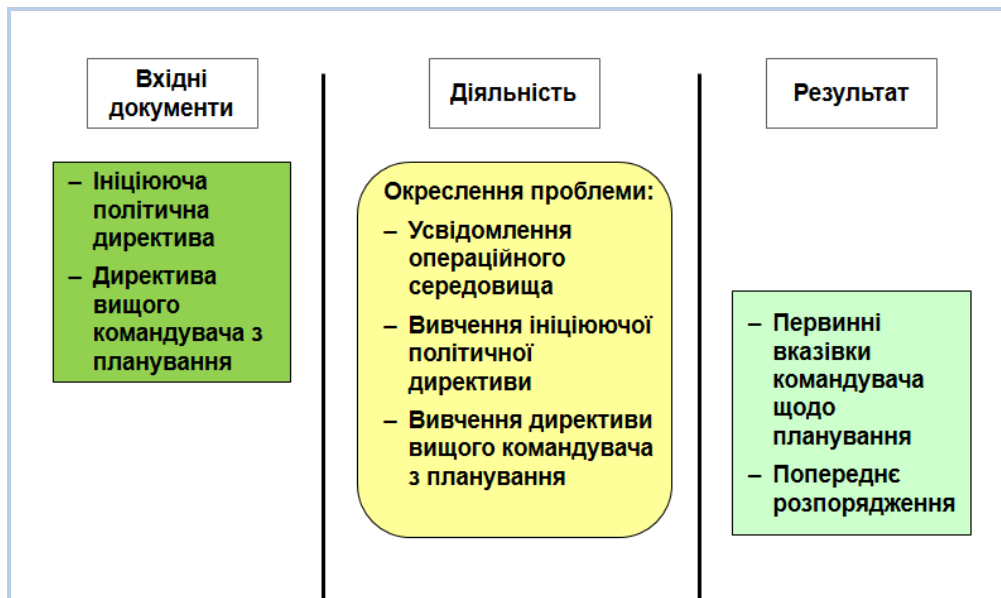 Вхідні
документи
– Ініціююча
політична
директива
– Директива
вищого
командувача з
планування
Діяльність
Окреслення проблеми:
– Усвідомлення
операційного
середовища
– Вивчення ініціюючої
політичної
директиви
– Вивчення директиви
вищого командувача
з планування
Результат
– Первинні
вказівки
командувача
щодо
планування
– Попереднє
розпорядження